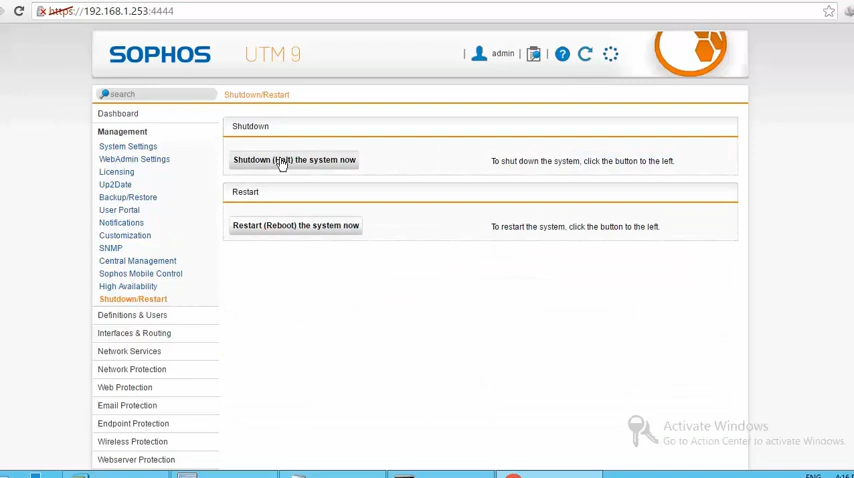 https://192.168.1.253:4444
SOPHOS UTM 9
admin
search
Shutdown/Restart
Dashboard
Management
System Settings
WebAdmin Settings
Licensing
Up2Date
Backup/Restore
User Portal
Notifications
Customization
SNMP
Central Management
Sophos Mobile Control
High Availability
Shutdown/Restart
Definitions & Users
Interfaces & Routing
Network Services
Network Protection
Web Protection
Email Protection
Endpoint Protection
Wireless Protection
Webserver Protection
Shutdown
Shutdown (Halt) the system now
To shut down the system, click the button to the left.
Restart
Restart (Reboot) the system now
To restart the system, click the button to the left.
Activate Windows
Go to Action Center to activate Windows.